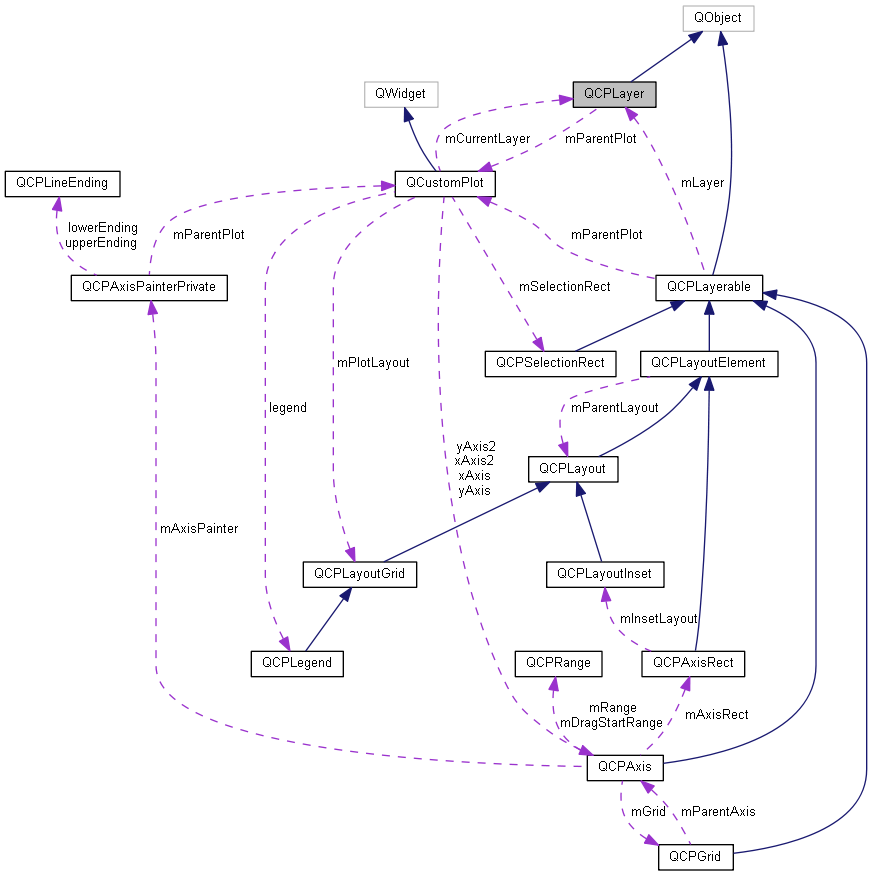 QObject
QWidget
QCPLayer
mCurrentLayer
mParentPlot
QCPLineEnding
QCustomPlot
mLayer
lowerEnding
upperEnding
mParentPlot
mParentPlot
QCPAxisPainterPrivate
mSelectionRect
QCPLayerable
mPlotLayout
QCPSelectionRect
QCPLayoutElement
legend
mParentLayout
yAxis2
xAxis2
xAxis
yAxis
QCPLayout
mAxisPainter
QCPLayoutGrid
QCPLayoutInset
mInsetLayout
QCPLegend
QCPRange
QCPAxisRect
mRange
mDragStartRange
mAxisRect
QCPAxis
mGrid
mParentAxis
QCPGrid